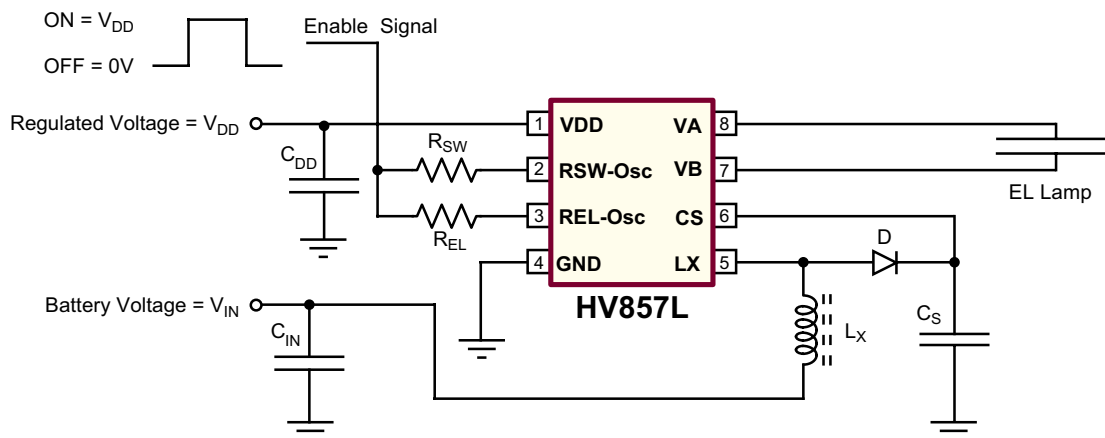 ON = VDD
OFF = 0V
Enable Signal
Regulated Voltage = VDD
CDD
RSW
REL
1 VDD
2 RSW-Osc
3 REL-Osc
4 GND
VA 8
VB 7
CS 6
LX 5
HV857L
EL Lamp
D
CS
LX
Battery Voltage = VIN
CIN